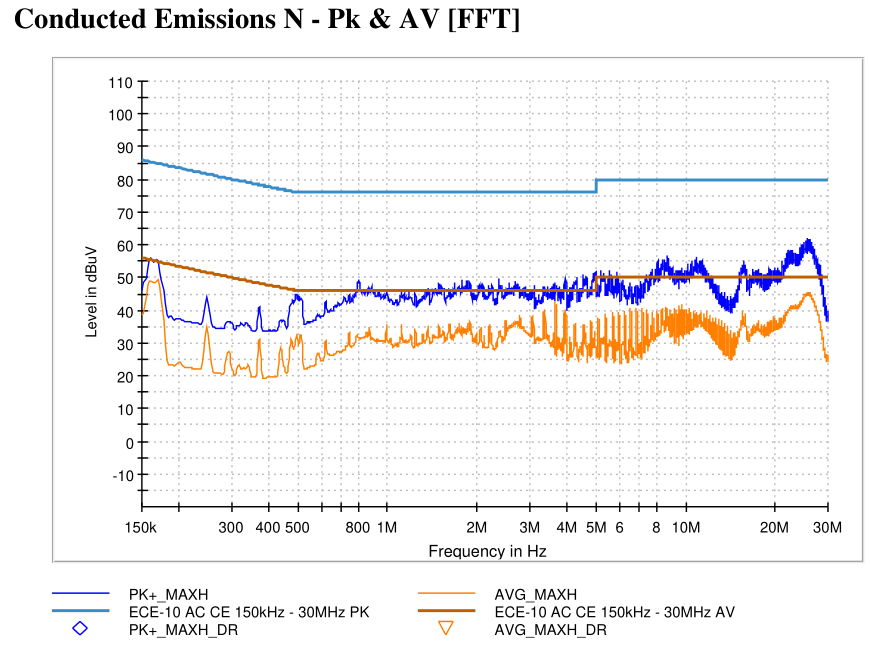 Conducted Emissions N - Pk & AV [FFT]
110
100
90
80
70
60
50
40
30
20
10
0
-10
Level in dBuV
150k 300 400 500 800 1M 2M 3M 4M 5M 6 8 10M 20M 30M
Frequency in Hz
PK+_MAXH AVG_MAXH
ECE-10 AC CE 150kHz - 30MHz PK ECE-10 AC CE 150kHz - 30MHz AV
PK+_MAXH_DR AVG_MAXH_DR